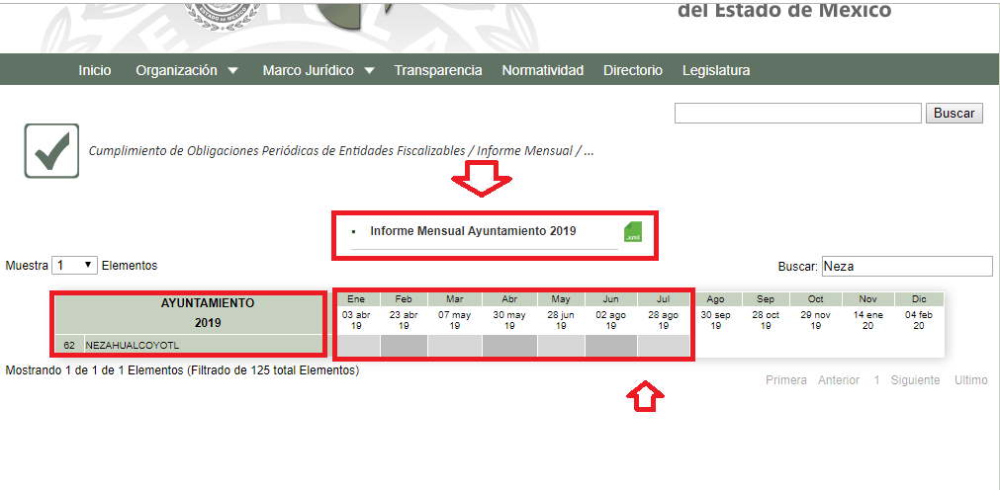 del Estado de México
Inicio Organización Marco Jurídico Transparencia Normatividad Directorio Legislatura
Buscar
Cumplimiento de Obligaciones Periódicas de Entidades Fiscalizables / Informe Mensual / ...
▪ Informe Mensual Ayuntamiento 2019 .xml
Muestra 1 Elementos
Buscar: Neza
AYUNTAMIENTO
2019
Ene Feb Mar Abr May Jun Jul Ago Sep Oct Nov Dic
03 abr 23 abr 07 may 30 may 28 jun 02 ago 28 ago 30 sep 28 oct 29 nov 14 ene 04 feb
19 19 19 19 19 19 19 19 19 19 20 20
62 NEZAHUALCOYOTL
Mostrando 1 de 1 de 1 Elementos (Filtrado de 125 total Elementos)
Primera Anterior 1 Siguiente Ultimo